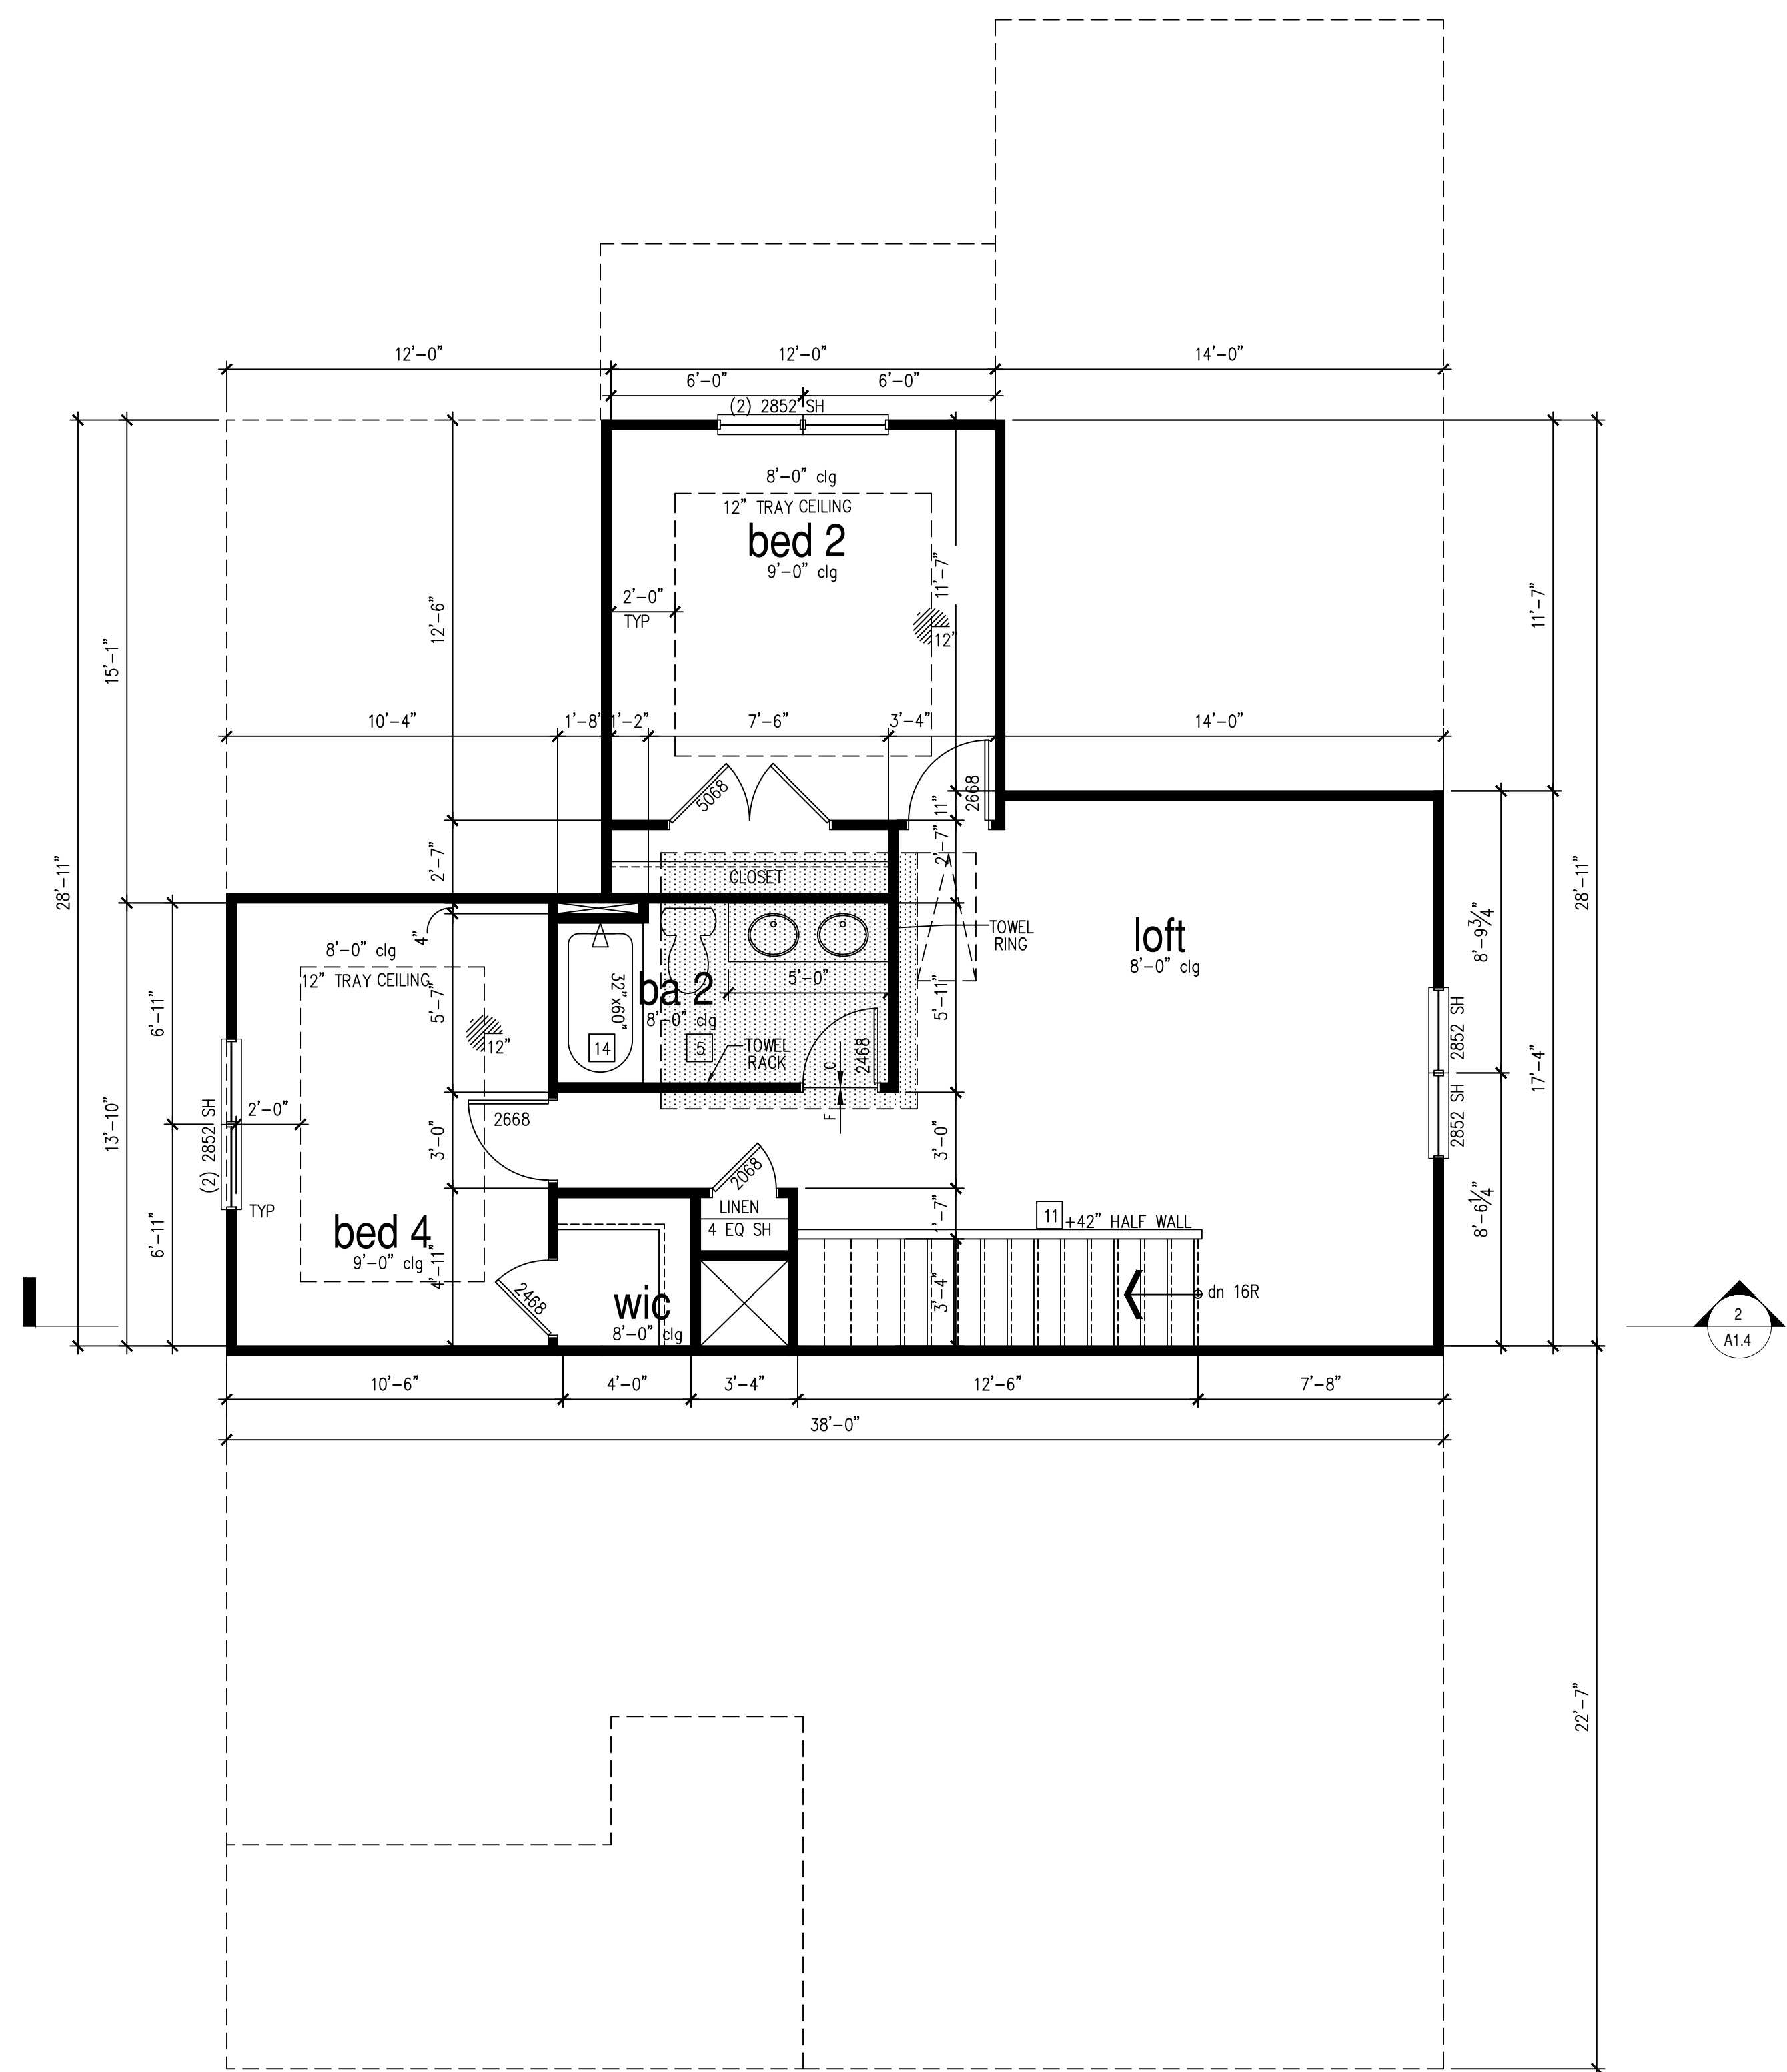 12'-0"
12'-0"
14'-0"
6'-0"
6'-0"
(2) 2852 SH
8'-0" clg
12" TRAY CEILING
bed 2
9'-0" clg
2'-0"
TYP
11'-7"
12"
12'-6"
15'-1"
28'-11"
11'-7"
28'-11"
10'-4"
1'-8"
1'-2"
7'-6"
3'-4"
14'-0"
5068
2668
11"
2'-7"
2'-7"
CLOSET
4"
8'-0" clg
12" TRAY CEILING
TOWEL
RING
loft
8'-0" clg
8'-9¾"
5'-7"
32"x60"
ba 2
8'-0" clg
5'-0"
5'-11"
6'-11"
12"
14
5
TOWEL
RACK
2468
C
F
2852 SH
2852 SH
17'-4"
13'-10"
(2) 2852 SH
2'-0"
TYP
2668
3'-0"
3'-0"
2068
LINEN
4 EQ SH
1'-7"
11
+42" HALF WALL
8'-6¼"
6'-11"
bed 4
9'-0" clg
4'-11"
2468
wic
8'-0" clg
3'-4"
dn 16R
2
A1.4
10'-6"
4'-0"
3'-4"
12'-6"
7'-8"
38'-0"
22'-7"